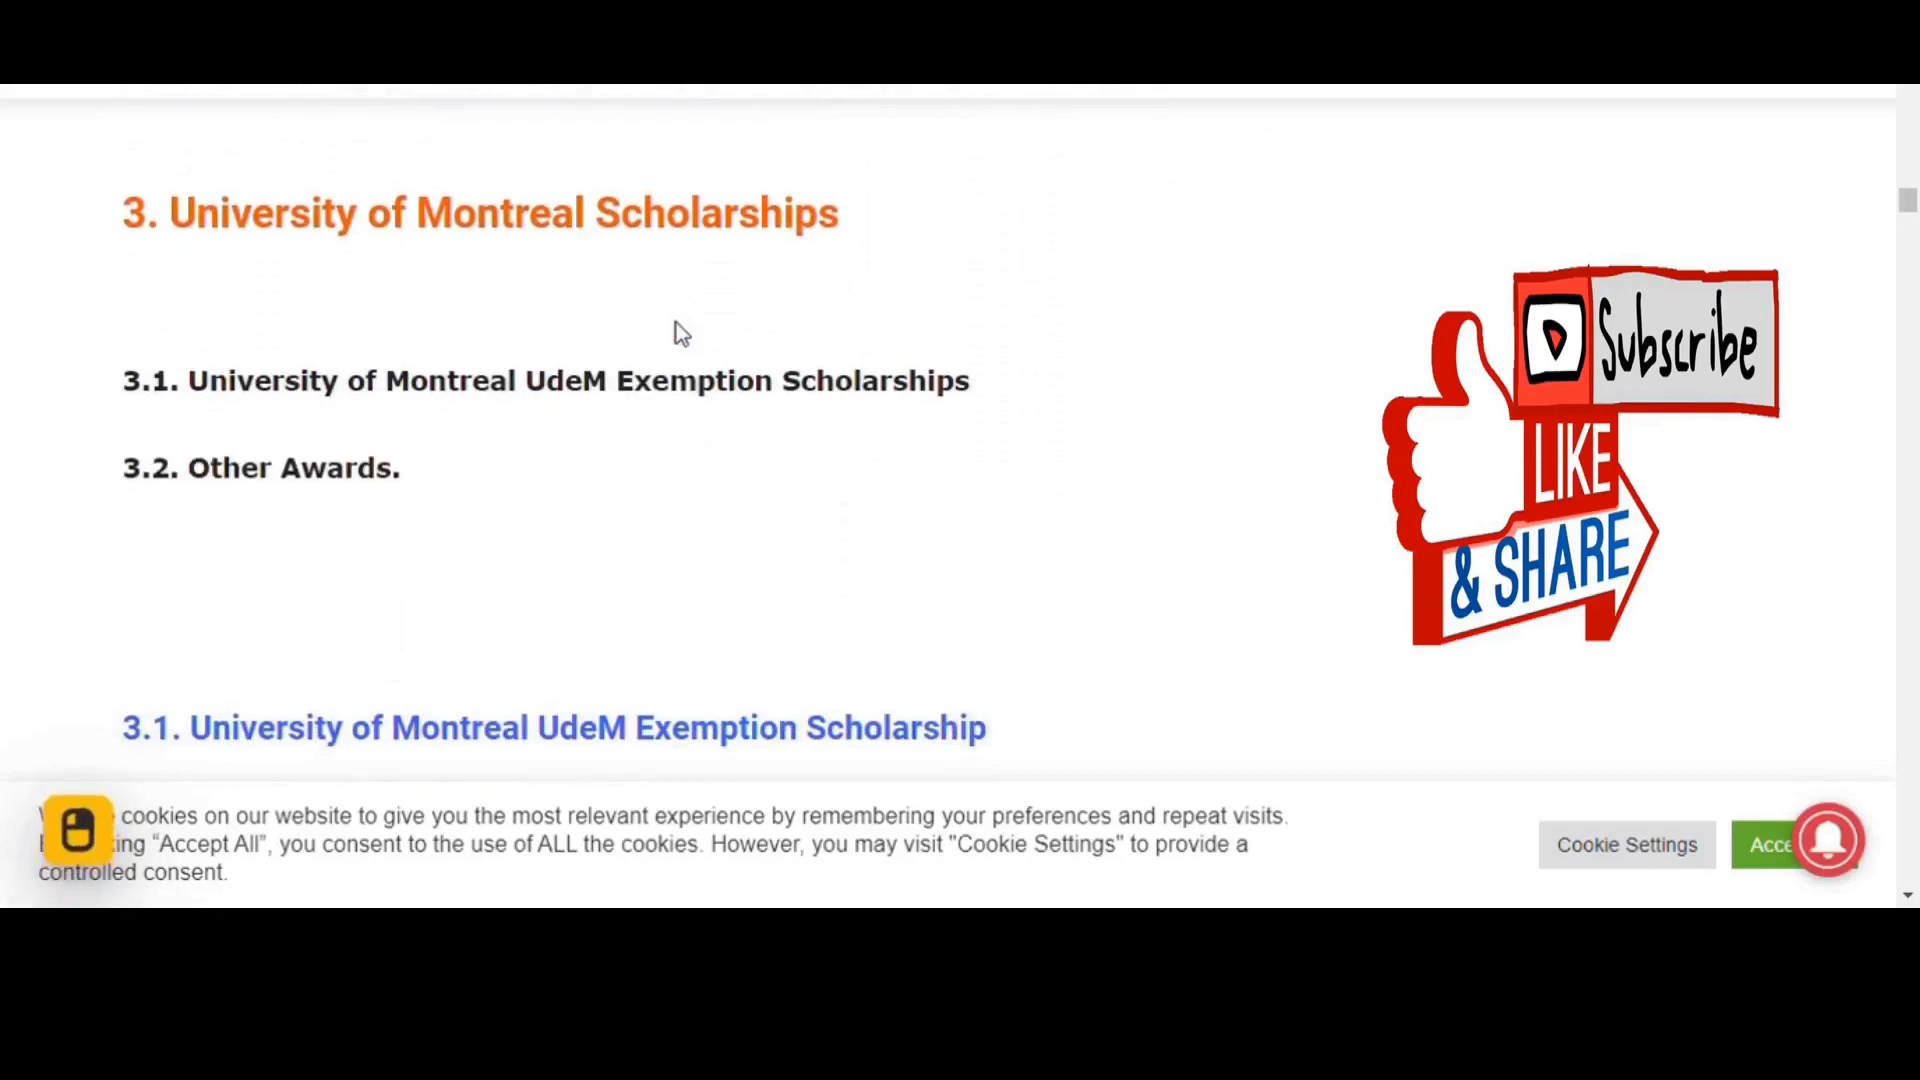 3. University of Montreal Scholarships
3.1. University of Montreal UdeM Exemption Scholarships
3.2. Other Awards.
Subscribe
LIKE
& SHARE
3.1. University of Montreal UdeM Exemption Scholarship
cookies on our website to give you the most relevant experience by remembering your preferences and repeat visits.
“Accept All”, you consent to the use of ALL the cookies. However, you may visit "Cookie Settings" to provide a
controlled consent.
Cookie Settings